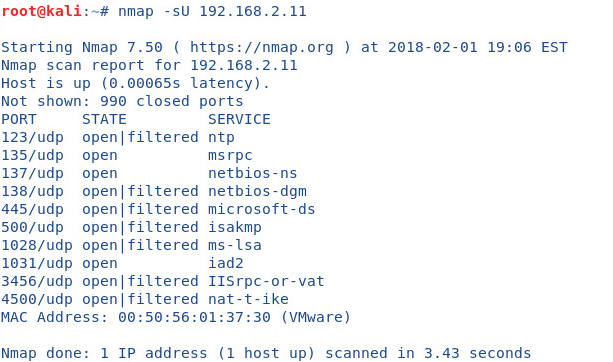 root@kali:~# nmap -sU 192.168.2.11

Starting Nmap 7.50 ( https://nmap.org ) at 2018-02-01 19:06 EST
Nmap scan report for 192.168.2.11
Host is up (0.00065s latency).
Not shown: 990 closed ports
PORT     STATE         SERVICE
123/udp  open|filtered ntp
135/udp  open          msrpc
137/udp  open          netbios-ns
138/udp  open|filtered netbios-dgm
445/udp  open|filtered microsoft-ds
500/udp  open|filtered isakmp
1028/udp open|filtered ms-lsa
1031/udp open          iad2
3456/udp open|filtered IISrpc-or-vat
4500/udp open|filtered nat-t-ike
MAC Address: 00:50:56:01:37:30 (VMware)

Nmap done: 1 IP address (1 host up) scanned in 3.43 seconds